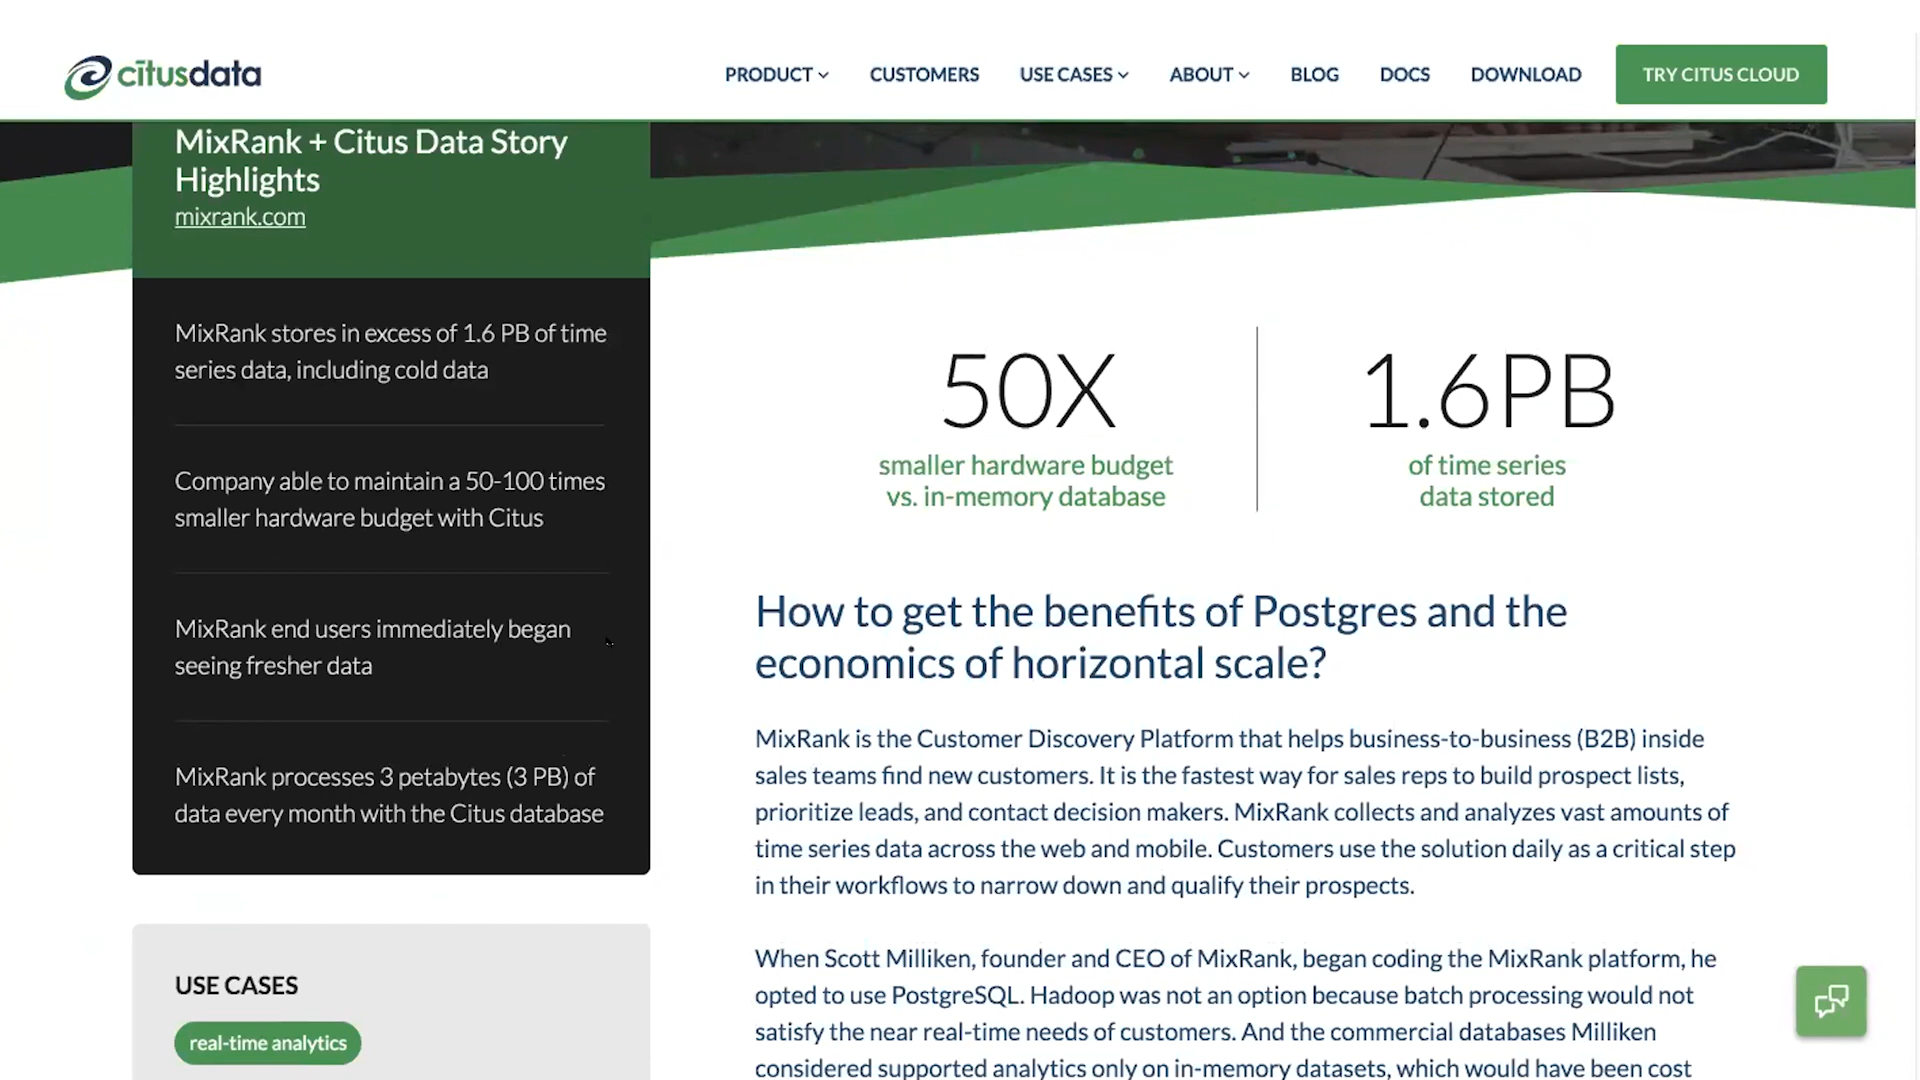 cītusdata
PRODUCT
CUSTOMERS
USE CASES
ABOUT
BLOG
DOCS
DOWNLOAD
TRY CITUS CLOUD
MixRank + Citus Data Story
Highlights
mixrank.com
MixRank stores in excess of 1.6 PB of time
series data, including cold data
Company able to maintain a 50-100 times
smaller hardware budget with Citus
MixRank end users immediately began
seeing fresher data
MixRank processes 3 petabytes (3 PB) of
data every month with the Citus database
USE CASES
real-time analytics
50X
smaller hardware budget
vs. in-memory database
1.6PB
of time series
data stored
How to get the benefits of Postgres and the
economics of horizontal scale?
MixRank is the Customer Discovery Platform that helps business-to-business (B2B) inside
sales teams find new customers. It is the fastest way for sales reps to build prospect lists,
prioritize leads, and contact decision makers. MixRank collects and analyzes vast amounts of
time series data across the web and mobile. Customers use the solution daily as a critical step
in their workflows to narrow down and qualify their prospects.
When Scott Milliken, founder and CEO of MixRank, began coding the MixRank platform, he
opted to use PostgreSQL. Hadoop was not an option because batch processing would not
satisfy the near real-time needs of customers. And the commercial databases Milliken
considered supported analytics only on in-memory datasets, which would have been cost